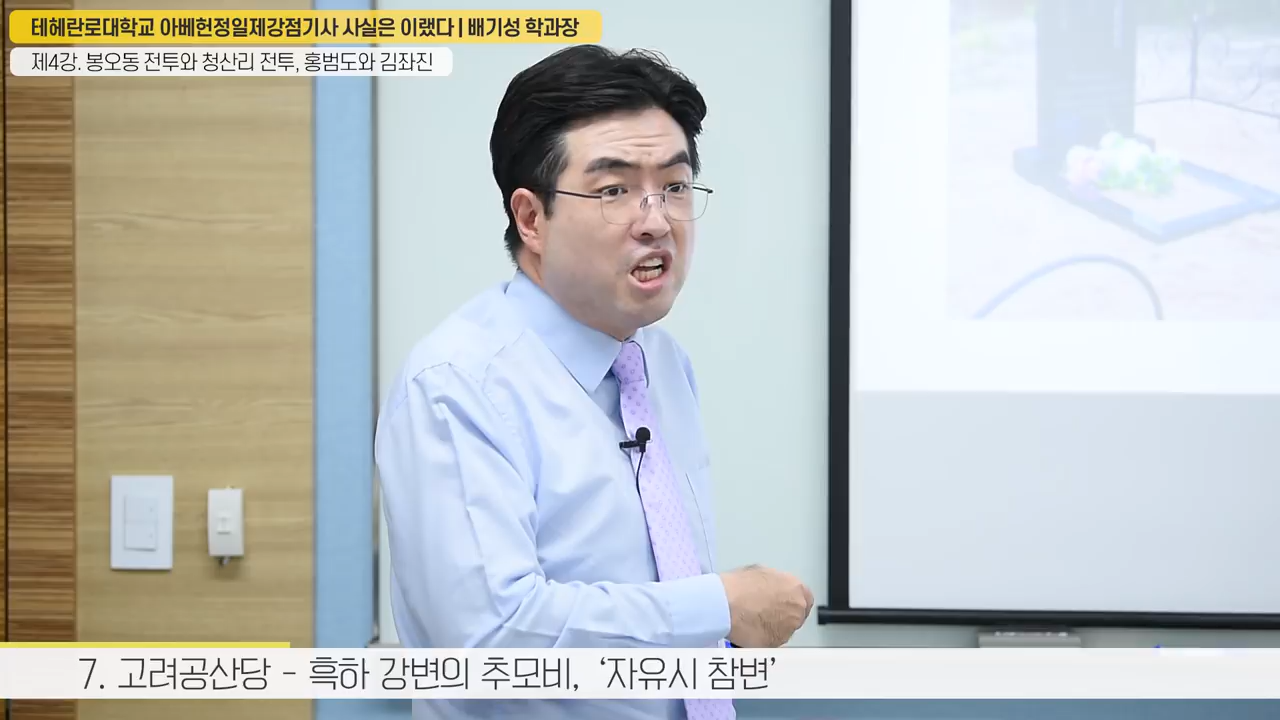 테헤란로대학교 아베헌정일제강점기사 사실은 이랬다 | 배기성 학과장
제4강. 봉오동 전투와 청산리 전투, 홍범도와 김좌진
7. 고려공산당 - 흑하 강변의 추모비, ‘자유시 참변’